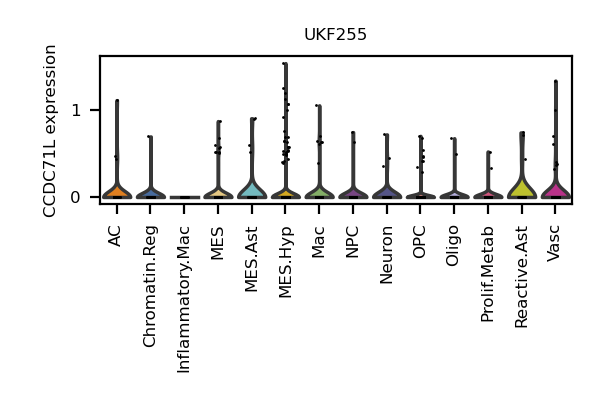 UKF255
CCDC71L expression
1
0
AC
Chromatin.Reg
Inflammatory.Mac
MES
MES.Ast
MES.Hyp
Mac
NPC
Neuron
OPC
Oligo
Prolif.Metab
Reactive.Ast
Vasc